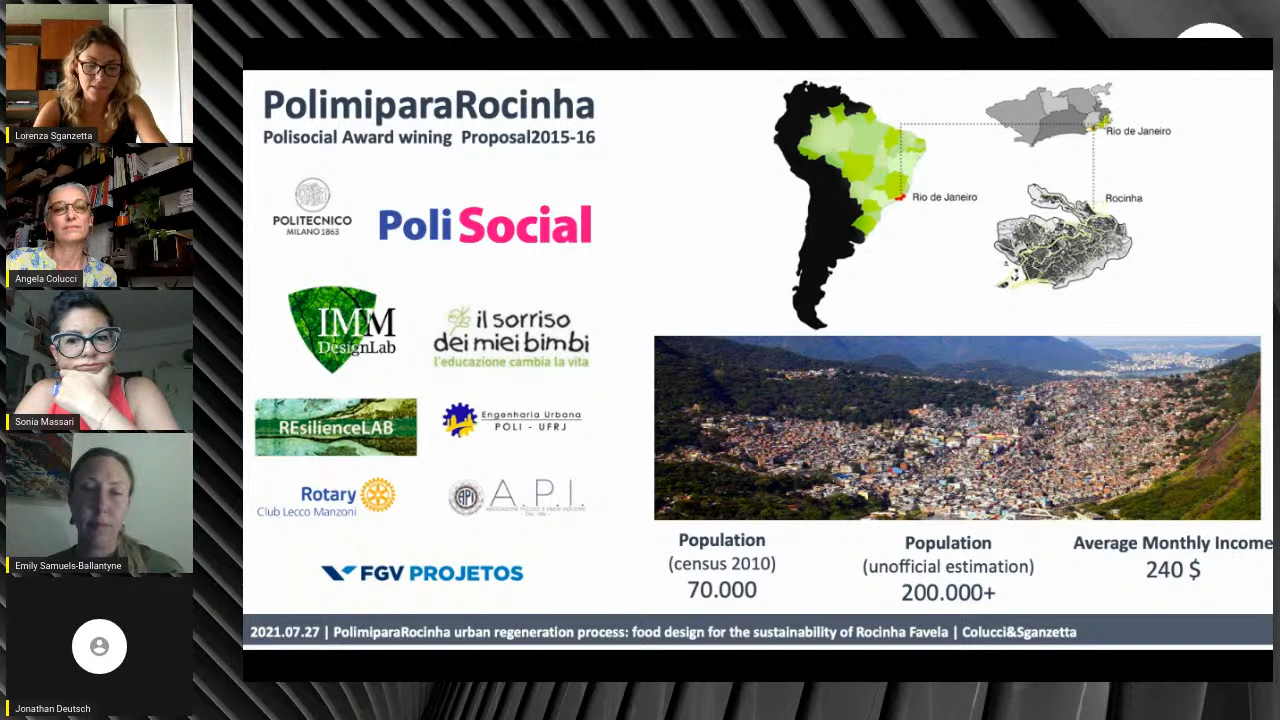 Lorenza Sganzetta
Angela Colucci
Sonia Massari
Emily Samuels-Ballantyne
Jonathan Deutsch
PolimiparaRocinha
Polisocial Award wining Proposal2015-16
POLITECNICO
MILANO 1863
PoliSocial
IMM
DesignLab
il sorriso
dei miei bimbi
l'educazione cambia la vita
REsilienceLAB
Engenharia Urbana
POLI - UFRJ
Rotary
Club Lecco Manzoni
API
A.P.I.
FGV PROJETOS
Rio de Janeiro
Rio de Janeiro
Rocinha
Population
(census 2010)
70.000
Population
(unofficial estimation)
200.000+
Average Monthly Income
240 $
2021.07.27 | PolimiparaRocinha urban regeneration process: food design for the sustainability of Rocinha Favela | Colucci&Sganzetta